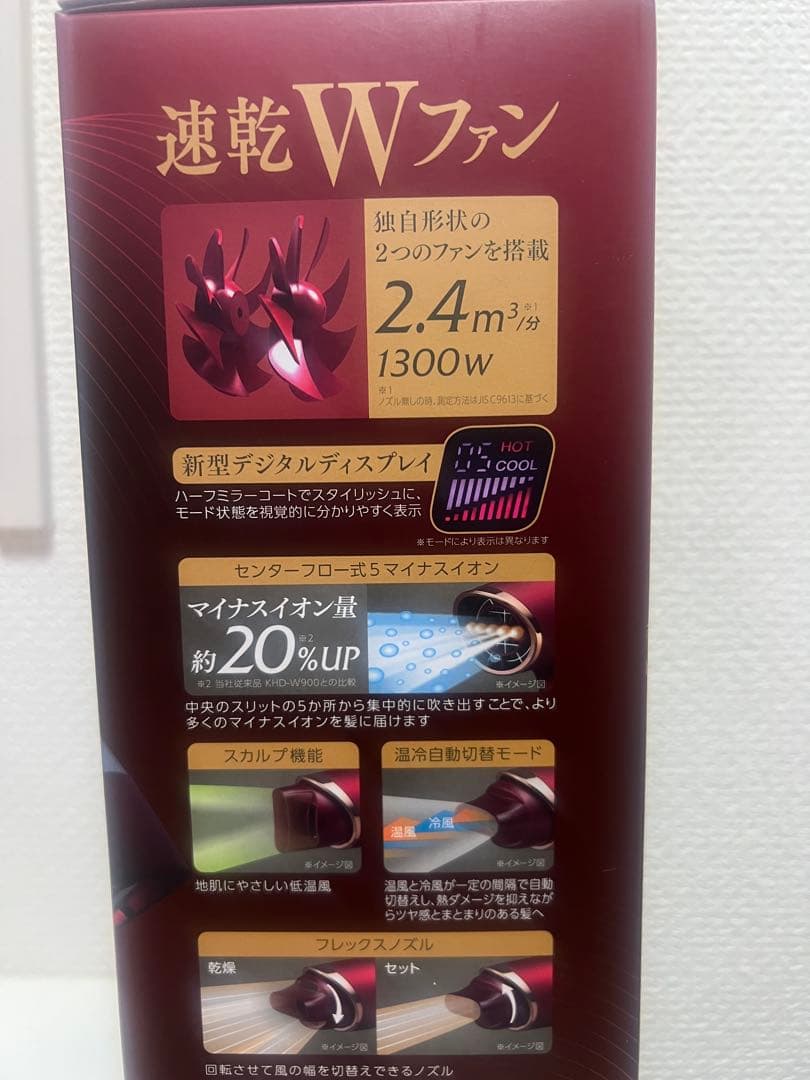 速乾Wファン
独自形状の
2つのファンを搭載
2.4m³/分※1
1300W
※1
ノズル無しの時、測定方法はJIS C9613に基づく
新型デジタルディスプレイ
05 HOT
COOL
ハーフミラーコートでスタイリッシュに、
モード状態を視覚的に分かりやすく表示
※モードにより表示は異なります
センターフロー式5マイナスイオン
マイナスイオン量
約20%UP※2
※2 当社従来品 KHD-W900との比較
※イメージ図
中央のスリットの5か所から集中的に吹き出すことで、より
多くのマイナスイオンを髪に届けます
スカルプ機能
※イメージ図
地肌にやさしい低温風
温冷自動切替モード
温風
冷風
※イメージ図
温風と冷風が一定の間隔で自動
切替えし、熱ダメージを抑えなが
らツヤ感とまとまりのある髪へ
フレックスノズル
乾燥
※イメージ図
セット
※イメージ図
回転させて風の幅を切替えできるノズル